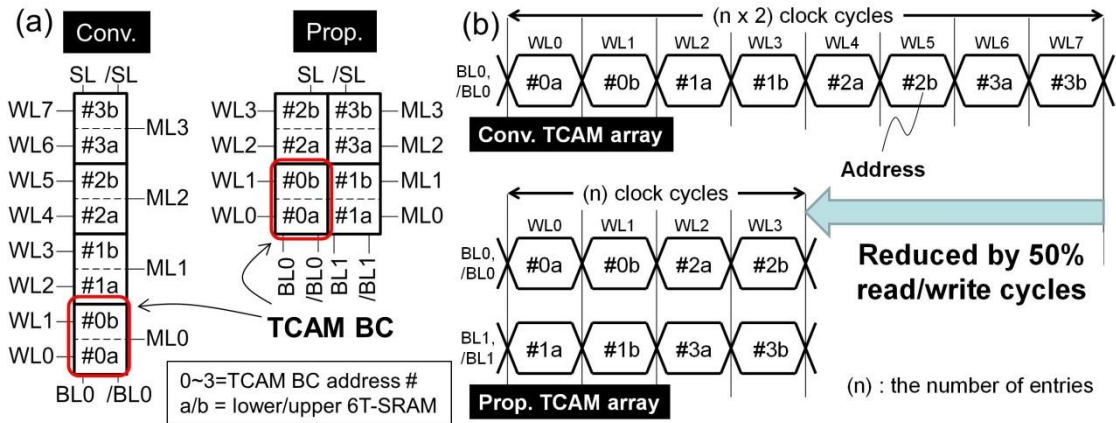 (a)
Conv.
Prop.
SL /SL
SL /SL
WL7 #3b
ML3
WL6 #3a
WL5 #2b
ML2
WL4 #2a
WL3 #1b
ML1
WL2 #1a
WL1 #0b
ML0
WL0 #0a
BL0 /BL0
WL3 #2b #3b ML3
WL2 #2a #3a ML2
WL1 #0b #1b ML1
WL0 #0a #1a ML0
BL0 /BL0 BL1 /BL1
TCAM BC
0~3=TCAM BC address #
a/b = lower/upper 6T-SRAM
(b)
(n x 2) clock cycles
WL0 WL1 WL2 WL3 WL4 WL5 WL6 WL7
BL0,
/BL0
#0a #0b #1a #1b #2a #2b #3a #3b
Conv. TCAM array
Address
(n) clock cycles
WL0 WL1 WL2 WL3
BL0,
/BL0
#0a #0b #2a #2b
BL1,
/BL1
#1a #1b #3a #3b
Prop. TCAM array
Reduced by 50%
read/write cycles
(n) : the number of entries